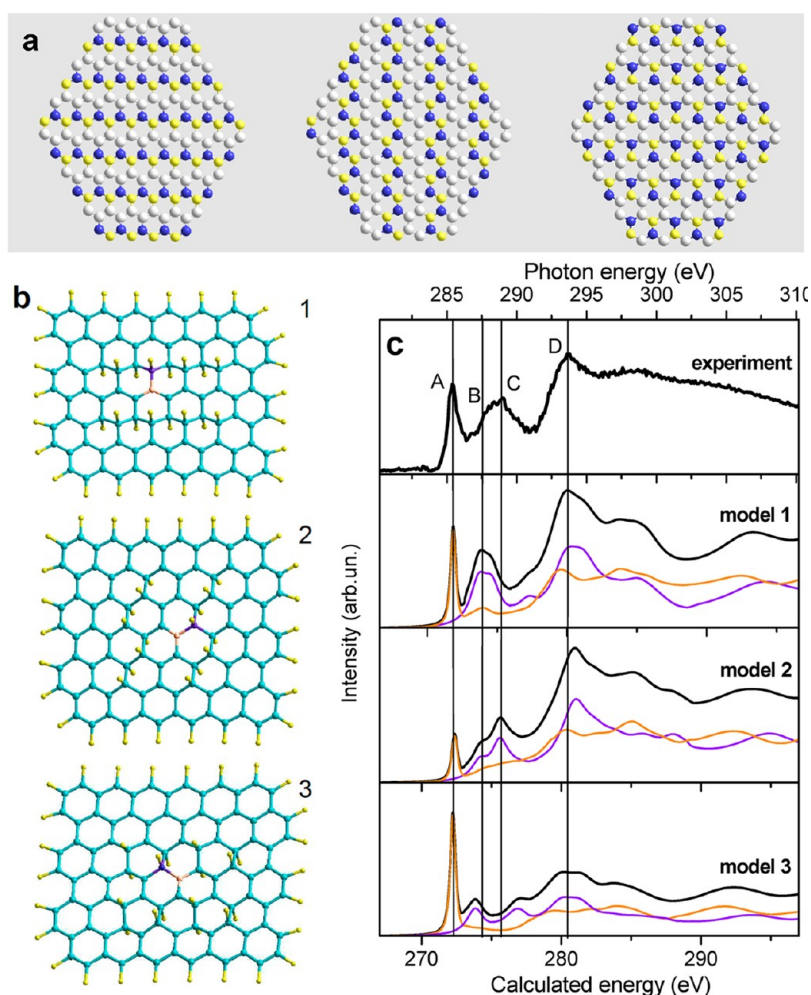 a
b
1
2
3
Photon energy (eV)
285 290 295 300 305 310
c
A
B
C
D
experiment
model 1
model 2
model 3
Intensity (arb.un.)
270 280 290
Calculated energy (eV)